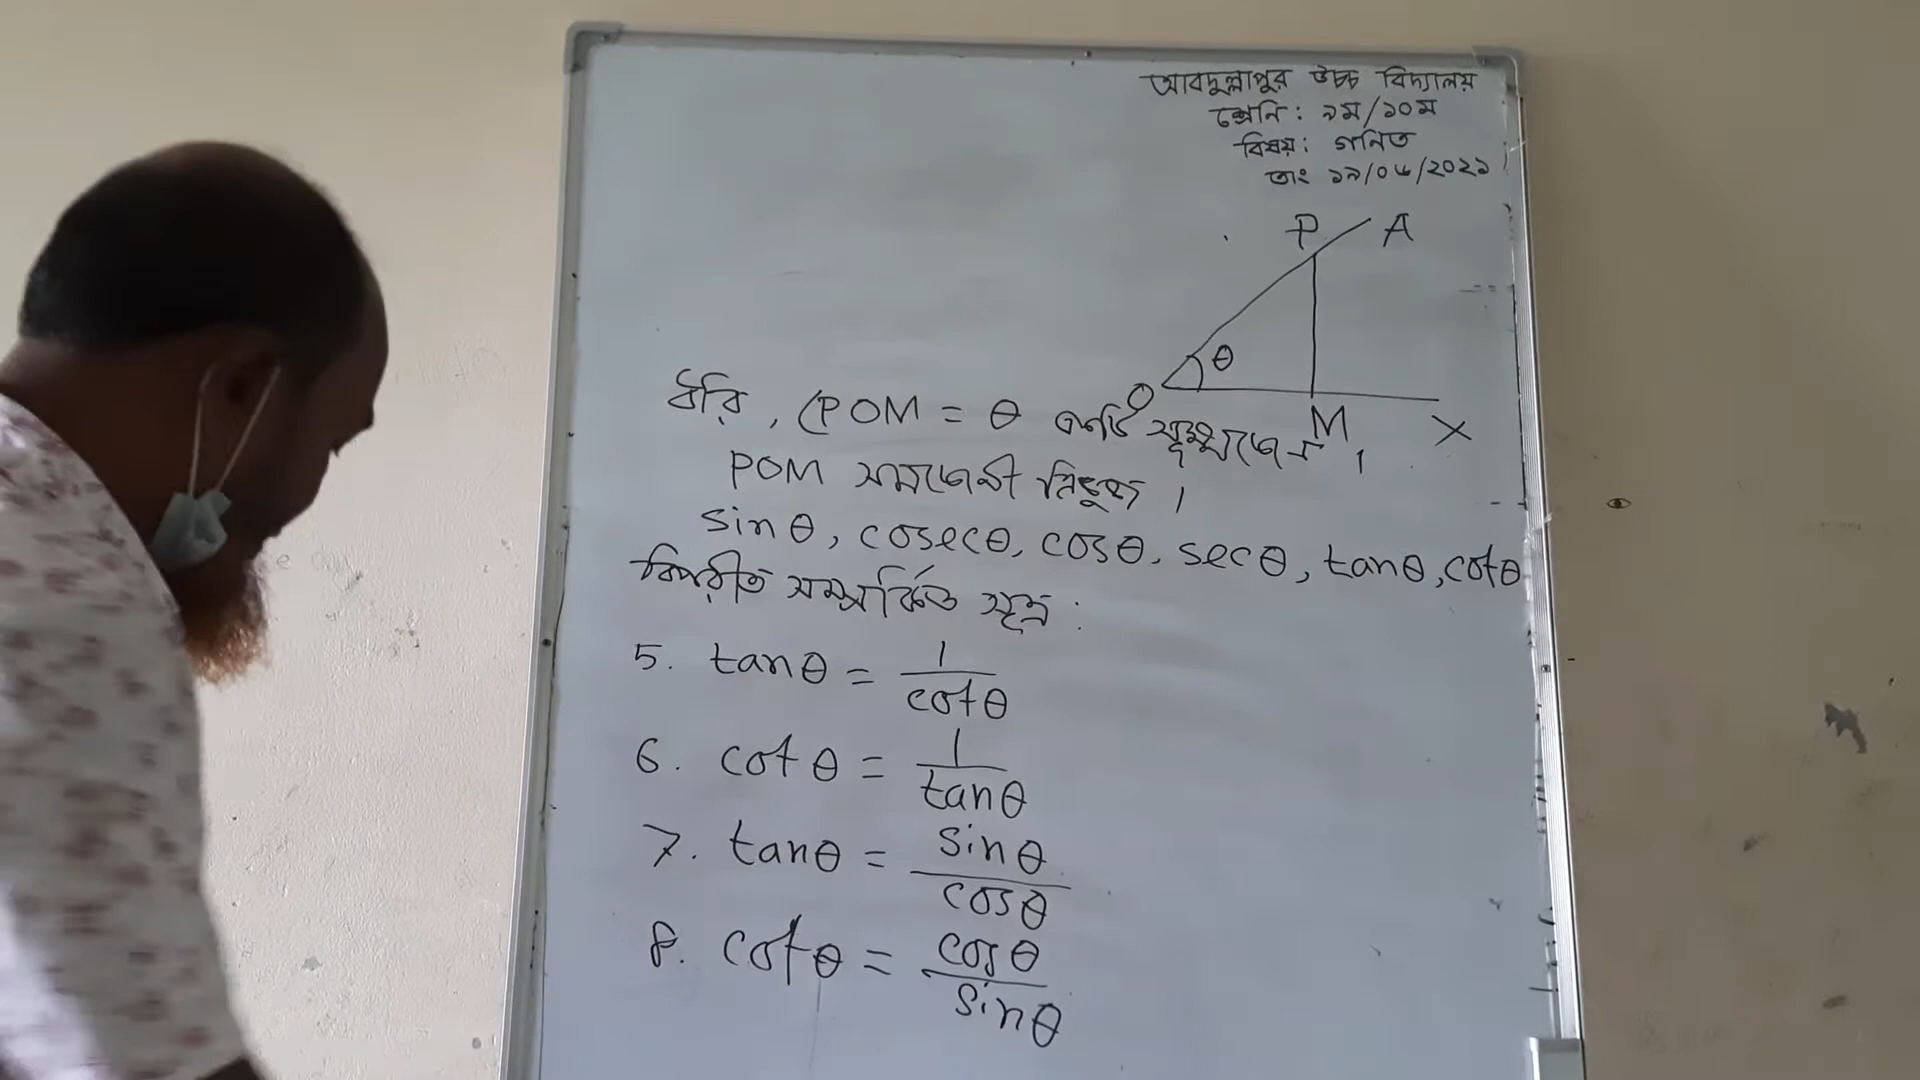 আবদুল্লাপুর উচ্চ বিদ্যালয়
শ্রেনি : ৯ম/১০ম
বিষয়: গনিত
তাং ১৯/০৬/২০২১
P A
θ
O M X
ধরি, ∠POM = θ একটি সূক্ষ্মকোন,
POM সমকোনী ত্রিভুজ ।
sinθ, cosecθ, cosθ, secθ, tanθ, cotθ
বিপরীত সম্পর্কিত সূত্র :
5. tanθ = 1/cotθ
6. cotθ = 1/tanθ
7. tanθ = sinθ/cosθ
8. cotθ = cosθ/sinθ